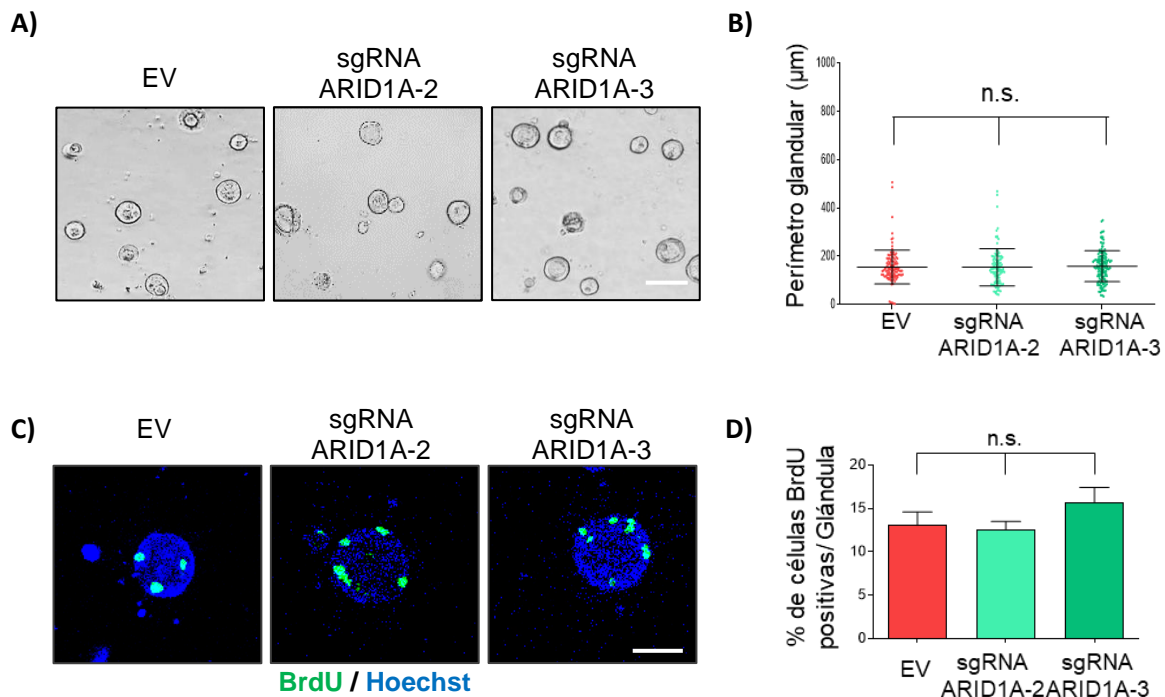 A)
EV
sgRNA
ARID1A-2
sgRNA
ARID1A-3
B)
Perímetro glandular (µm)
1000
800
600
400
200
0
n.s.
EV
sgRNA
ARID1A-2
sgRNA
ARID1A-3
C)
EV
sgRNA
ARID1A-2
sgRNA
ARID1A-3
BrdU / Hoechst
D)
% de células BrdU
positivas/ Glándula
20
15
10
5
0
n.s.
EV
sgRNA
ARID1A-2
sgRNA
ARID1A-3